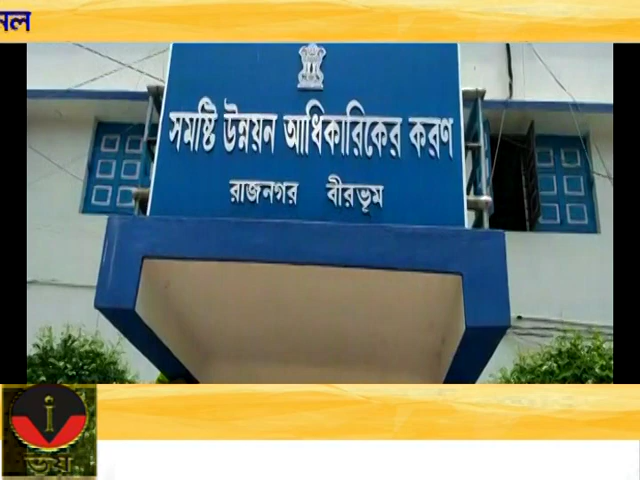 নল
সমষ্টি উন্নয়ন আধিকারিকের করণ
রাজনগর বীরভূম
i
ভয়